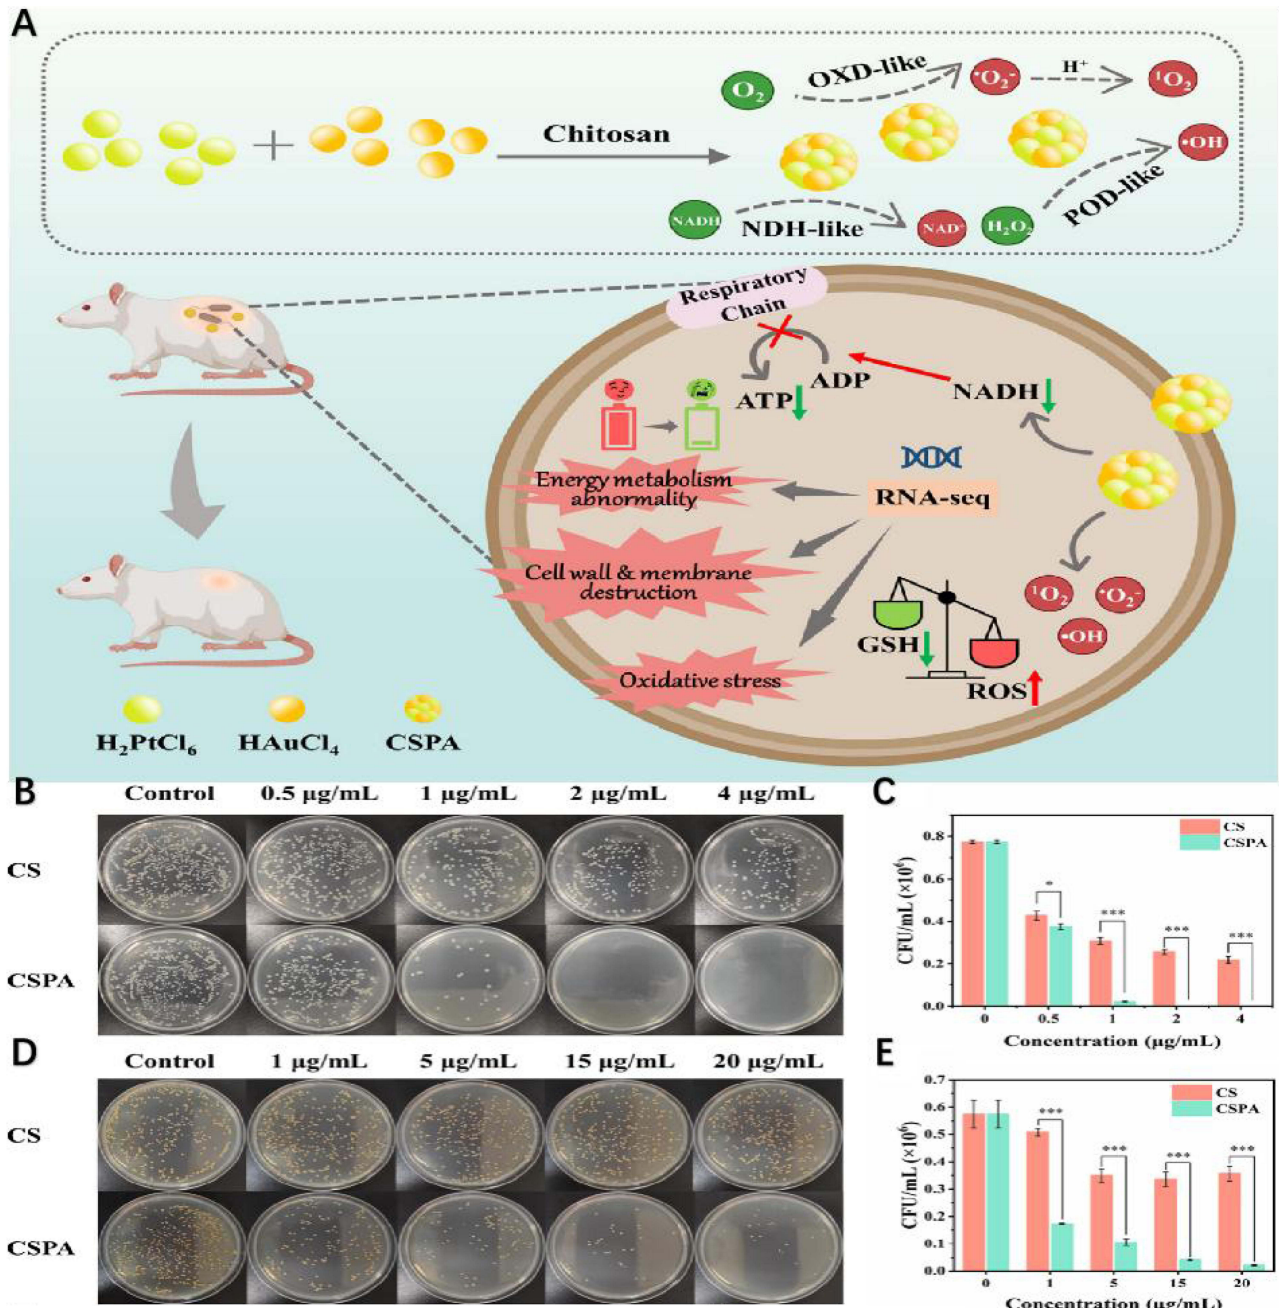 A
O₂
OXD-like
•O₂⁻
H⁺
¹O₂
Chitosan
•OH
POD-like
NADH
NDH-like
NAD⁺
H₂O₂
Respiratory
Chain
ADP
ATP
NADH
Energy metabolism
abnormality
RNA-seq
Cell wall & membrane
destruction
¹O₂
•O₂⁻
•OH
GSH
ROS
Oxidative stress
H₂PtCl₆
HAuCl₄
CSPA
B
Control
0.5 µg/mL
1 µg/mL
2 µg/mL
4 µg/mL
CS
CSPA
C
CS
CSPA
CFU/mL (×10⁶)
0.8
0.6
0.4
0.2
0.0
*
***
***
***
0
0.5
1
2
4
Concentration (µg/mL)
D
Control
1 µg/mL
5 µg/mL
15 µg/mL
20 µg/mL
CS
CSPA
E
CS
CSPA
CFU/mL (×10⁶)
0.7
0.6
0.5
0.4
0.3
0.2
0.1
0.0
***
***
***
***
0
1
5
15
20
Concentration (µg/mL)